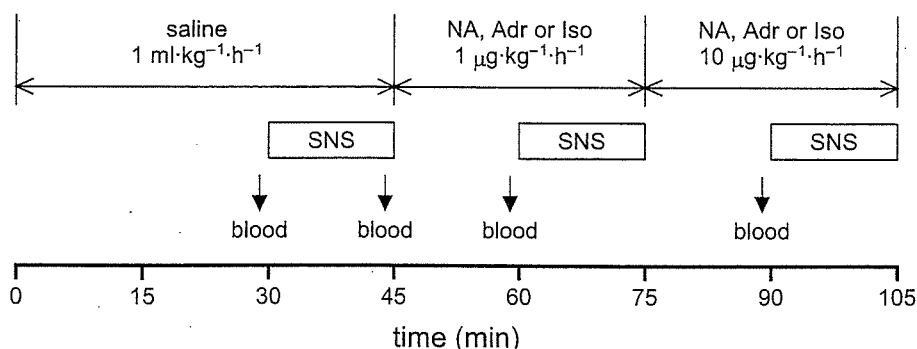 saline NA, Adr or Iso NA, Adr or Iso
1 ml·kg⁻¹·h⁻¹ 1 μg·kg⁻¹·h⁻¹ 10 μg·kg⁻¹·h⁻¹
SNS SNS SNS
blood blood blood blood
0 15 30 45 60 75 90 105
time (min)